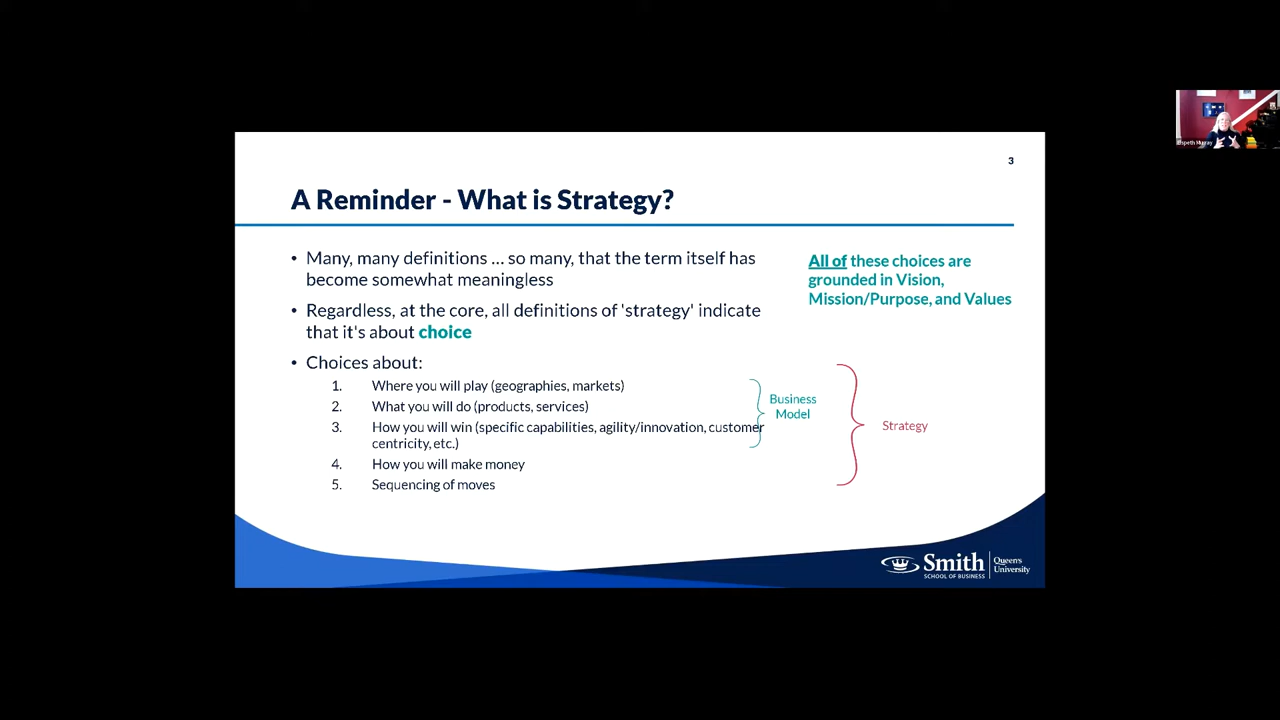 3
A Reminder - What is Strategy?
• Many, many definitions ... so many, that the term itself has
become somewhat meaningless
• Regardless, at the core, all definitions of 'strategy' indicate
that it's about choice
• Choices about:
1. Where you will play (geographies, markets)
2. What you will do (products, services)
3. How you will win (specific capabilities, agility/innovation, customer
centricity, etc.)
4. How you will make money
5. Sequencing of moves
All of these choices are
grounded in Vision,
Mission/Purpose, and Values
Business
Model
Strategy
Smith
SCHOOL OF BUSINESS
Queen's
University
Murray